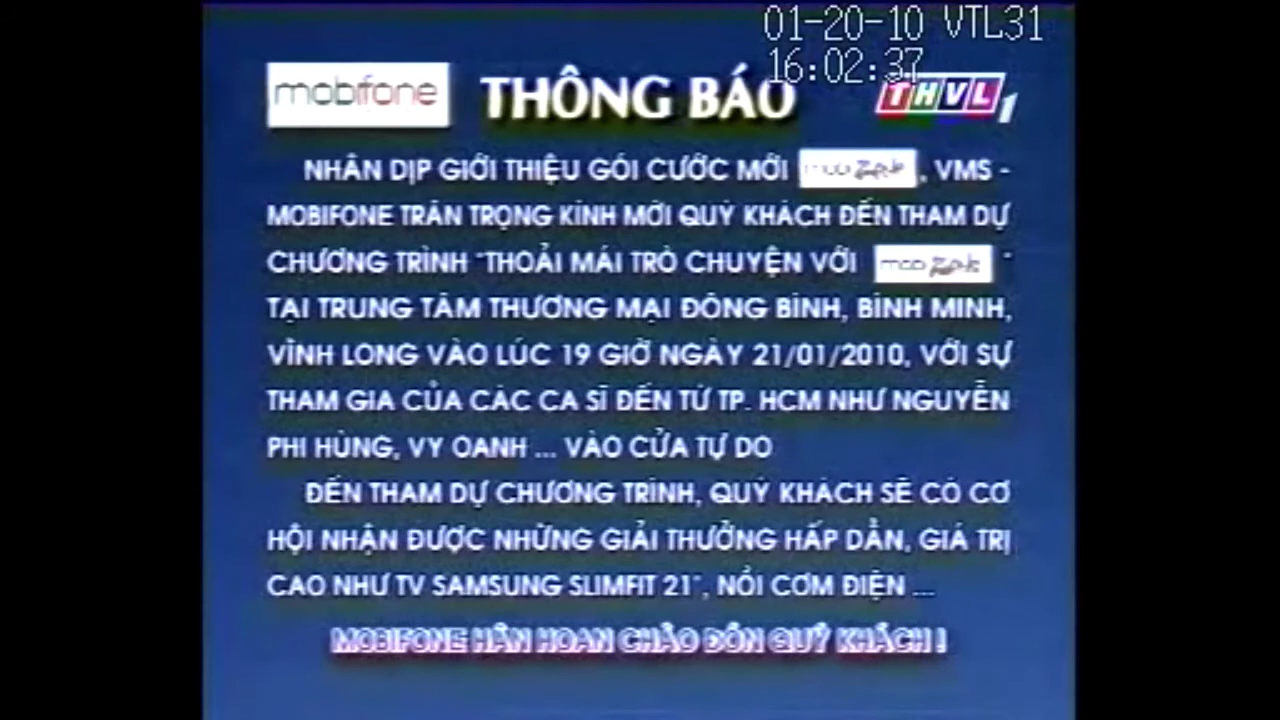 01-20-10 VTL31
16:02:37
mobifone THÔNG BÁO THVL1
NHÂN DỊP GIỚI THIỆU GÓI CƯỚC MỚI mobiZone, VMS -
MOBIFONE TRÂN TRỌNG KÍNH MỜI QUÝ KHÁCH ĐẾN THAM DỰ
CHƯƠNG TRÌNH "THOẢI MÁI TRÒ CHUYỆN VỚI mobiZone "
TẠI TRUNG TÂM THƯƠNG MẠI ĐÔNG BÌNH, BÌNH MINH,
VĨNH LONG VÀO LÚC 19 GIỜ NGÀY 21/01/2010, VỚI SỰ
THAM GIA CỦA CÁC CA SĨ ĐẾN TỪ TP. HCM NHƯ NGUYỄN
PHI HÙNG, VY OANH ... VÀO CỬA TỰ DO
ĐẾN THAM DỰ CHƯƠNG TRÌNH, QUÝ KHÁCH SẼ CÓ CƠ
HỘI NHẬN ĐƯỢC NHỮNG GIẢI THƯỞNG HẤP DẪN, GIÁ TRỊ
CAO NHƯ TV SAMSUNG SLIMFIT 21", NỒI CƠM ĐIỆN ...
MOBIFONE HÂN HOAN CHÀO ĐÓN QUÝ KHÁCH !